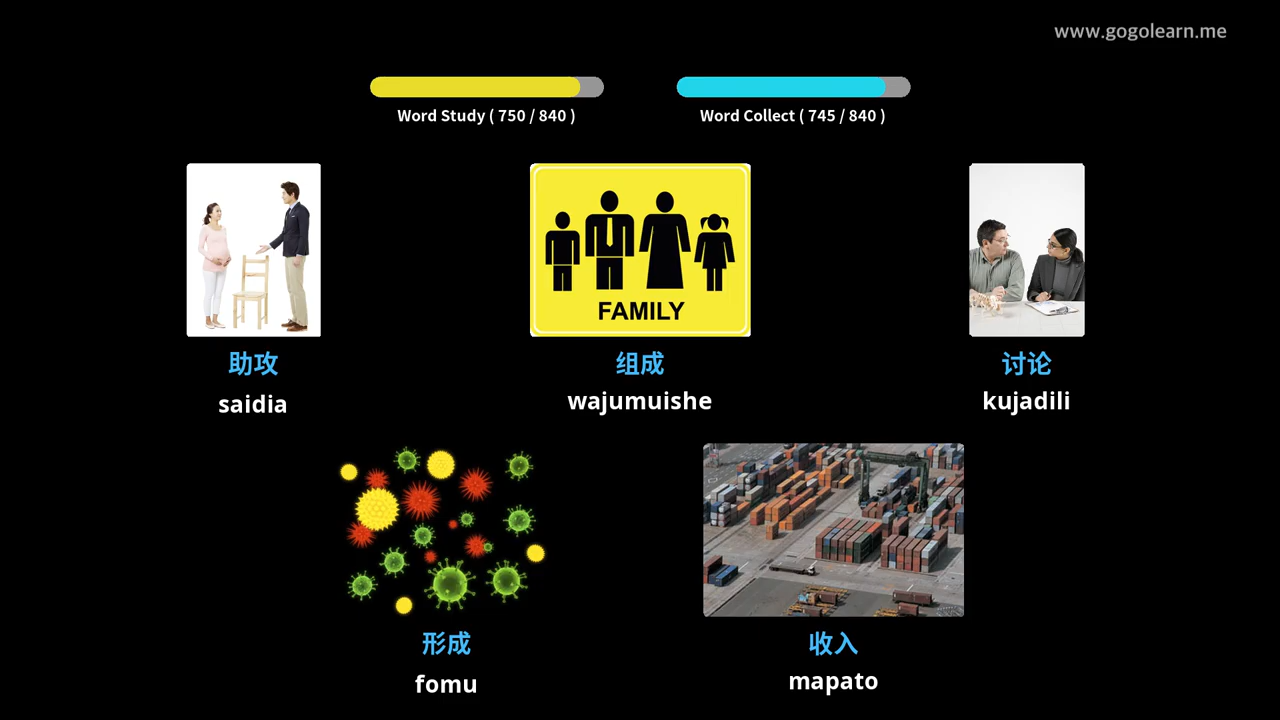 www.gogolearn.me
Word Study ( 750 / 840 )
Word Collect ( 745 / 840 )
FAMILY
助攻
组成
讨论
saidia
wajumuishe
kujadili
形成
收入
fomu
mapato